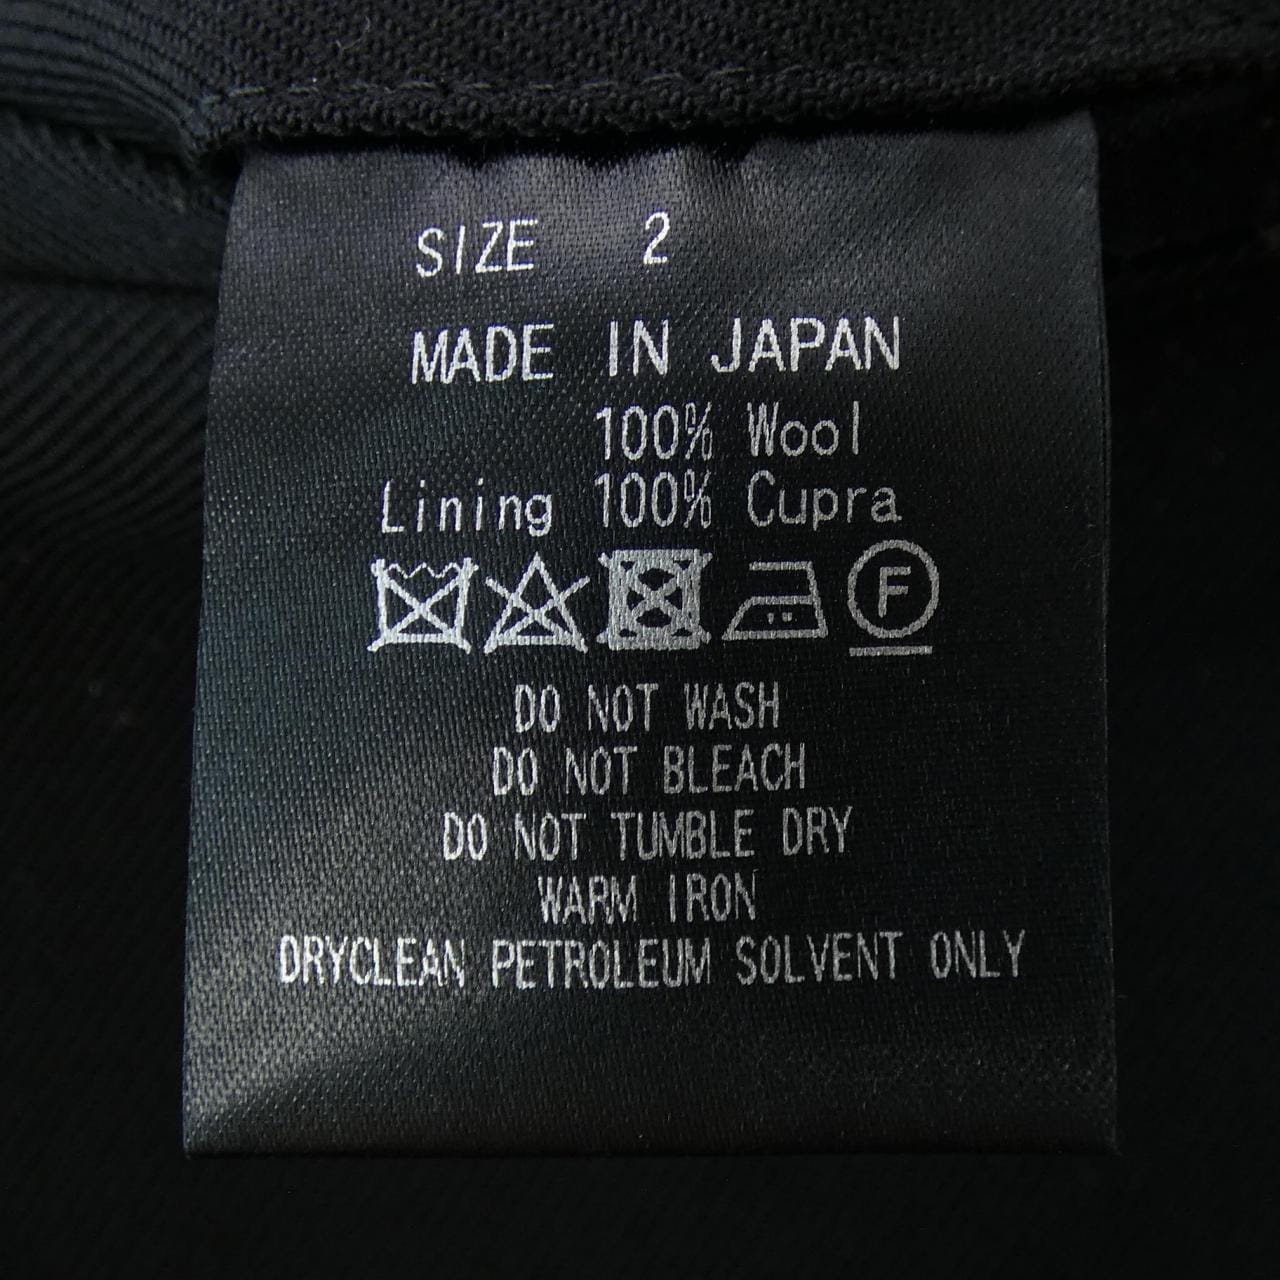 SIZE 2
MADE IN JAPAN
100% Wool
Lining 100% Cupra
F
DO NOT WASH
DO NOT BLEACH
DO NOT TUMBLE DRY
WARM IRON
DRYCLEAN PETROLEUM SOLVENT ONLY